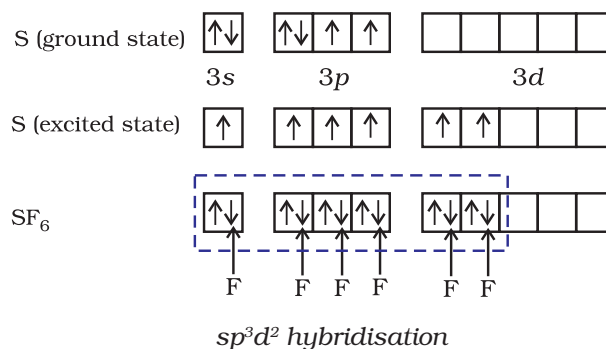 S (ground state)
3s 3p 3d
S (excited state)
SF₆
F F F F F F
sp³d² hybridisation